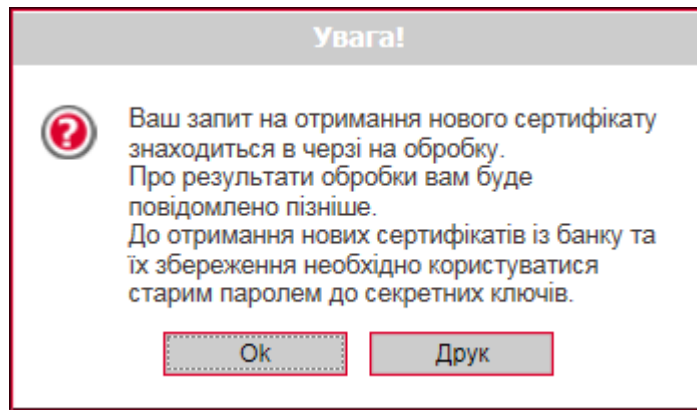 Увага!
Ваш запит на отримання нового сертифікату
знаходиться в черзі на обробку.
Про результати обробки вам буде
повідомлено пізніше.
До отримання нових сертифікатів із банку та
їх збереження необхідно користуватися
старим паролем до секретних ключів.
Ok
Друк